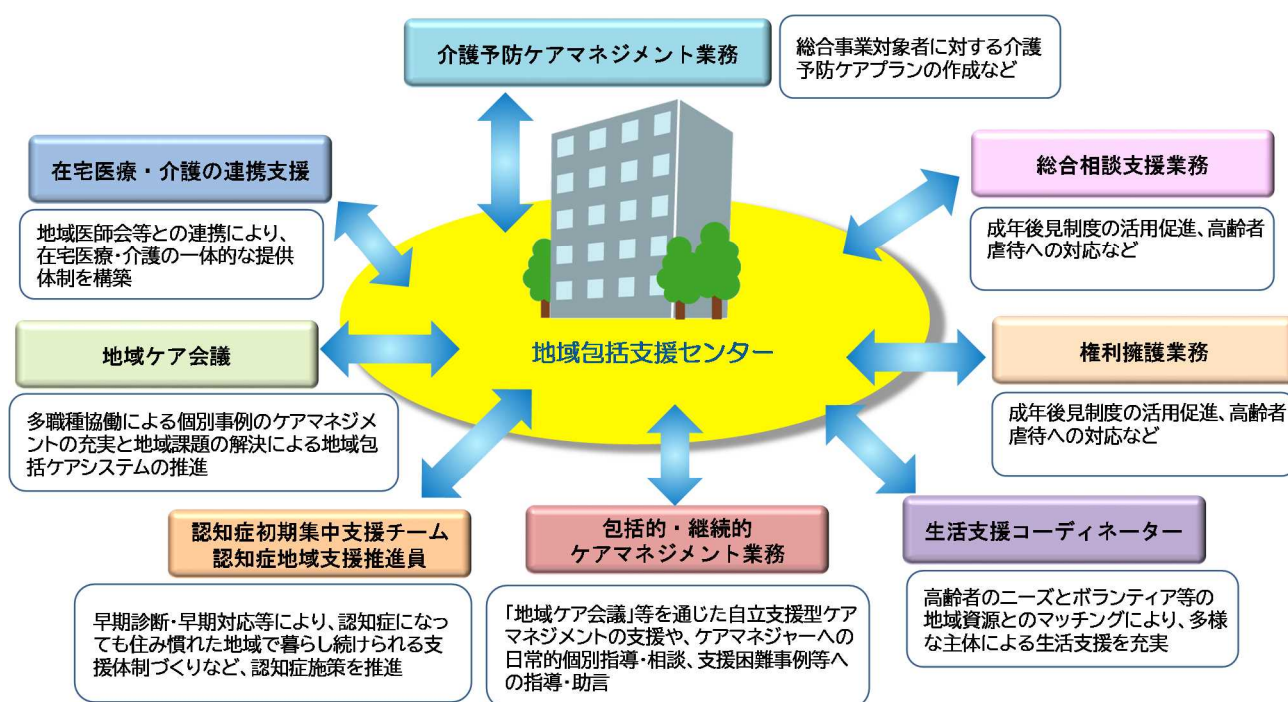 介護予防ケアマネジメント業務
総合事業対象者に対する介護
予防ケアプランの作成など
在宅医療・介護の連携支援
地域医師会等との連携により、
在宅医療・介護の一体的な提供
体制を構築
総合相談支援業務
成年後見制度の活用促進、高齢者
虐待への対応など
地域ケア会議
多職種協働による個別事例のケアマネジメ
ントの充実と地域課題の解決による地域包
括ケアシステムの推進
地域包括支援センター
権利擁護業務
成年後見制度の活用促進、高齢者
虐待への対応など
認知症初期集中支援チーム
認知症地域支援推進員
早期診断・早期対応等により、認知症になっ
ても住み慣れた地域で暮らし続けられる支
援体制づくりなど、認知症施策を推進
包括的・継続的
ケアマネジメント業務
「地域ケア会議」等を通じた自立支援型ケア
マネジメントの支援や、ケアマネジャーへの
日常的個別指導・相談、支援困難事例等へ
の指導・助言
生活支援コーディネーター
高齢者のニーズとボランティア等の
地域資源とのマッチングにより、多様
な主体による生活支援を充実